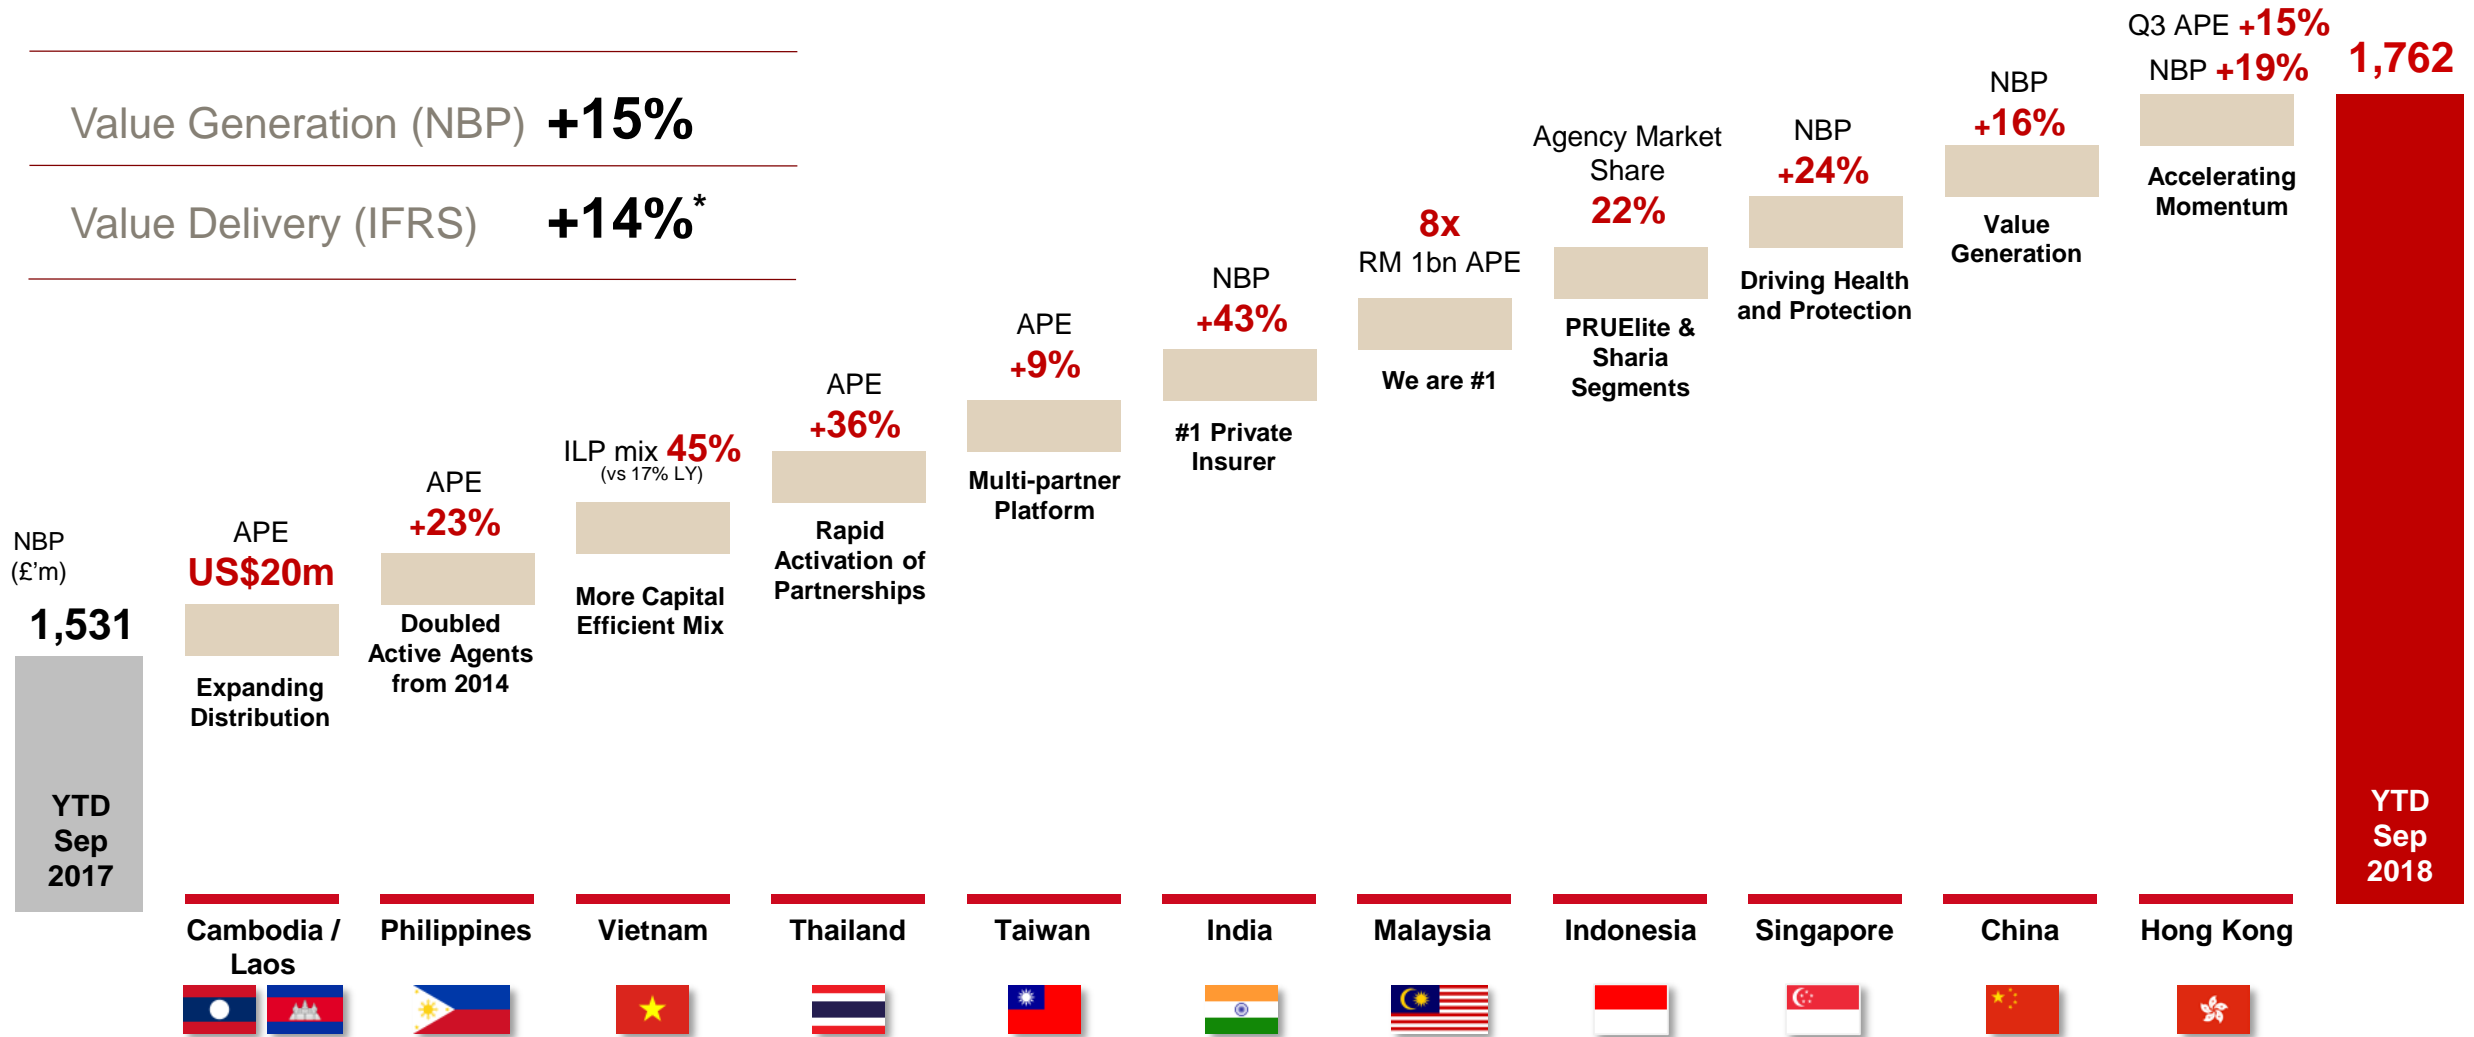 Value Generation (NBP) +15%
Value Delivery (IFRS) +14%*
NBP
(£'m)
1,531
YTD
Sep
2017
APE
US$20m
Expanding
Distribution
Cambodia /
Laos
APE
+23%
Doubled
Active Agents
from 2014
Philippines
ILP mix 45%
(vs 17% LY)
More Capital
Efficient Mix
Vietnam
APE
+36%
Rapid
Activation of
Partnerships
Thailand
APE
+9%
Multi-partner
Platform
Taiwan
NBP
+43%
#1 Private
Insurer
India
8x
RM 1bn APE
We are #1
Malaysia
Agency Market
Share
22%
PRUElite &
Sharia
Segments
Indonesia
NBP
+24%
Driving Health
and Protection
Singapore
NBP
+16%
Value
Generation
China
Q3 APE +15%
NBP +19%
Accelerating
Momentum
Hong Kong
1,762
YTD
Sep
2018